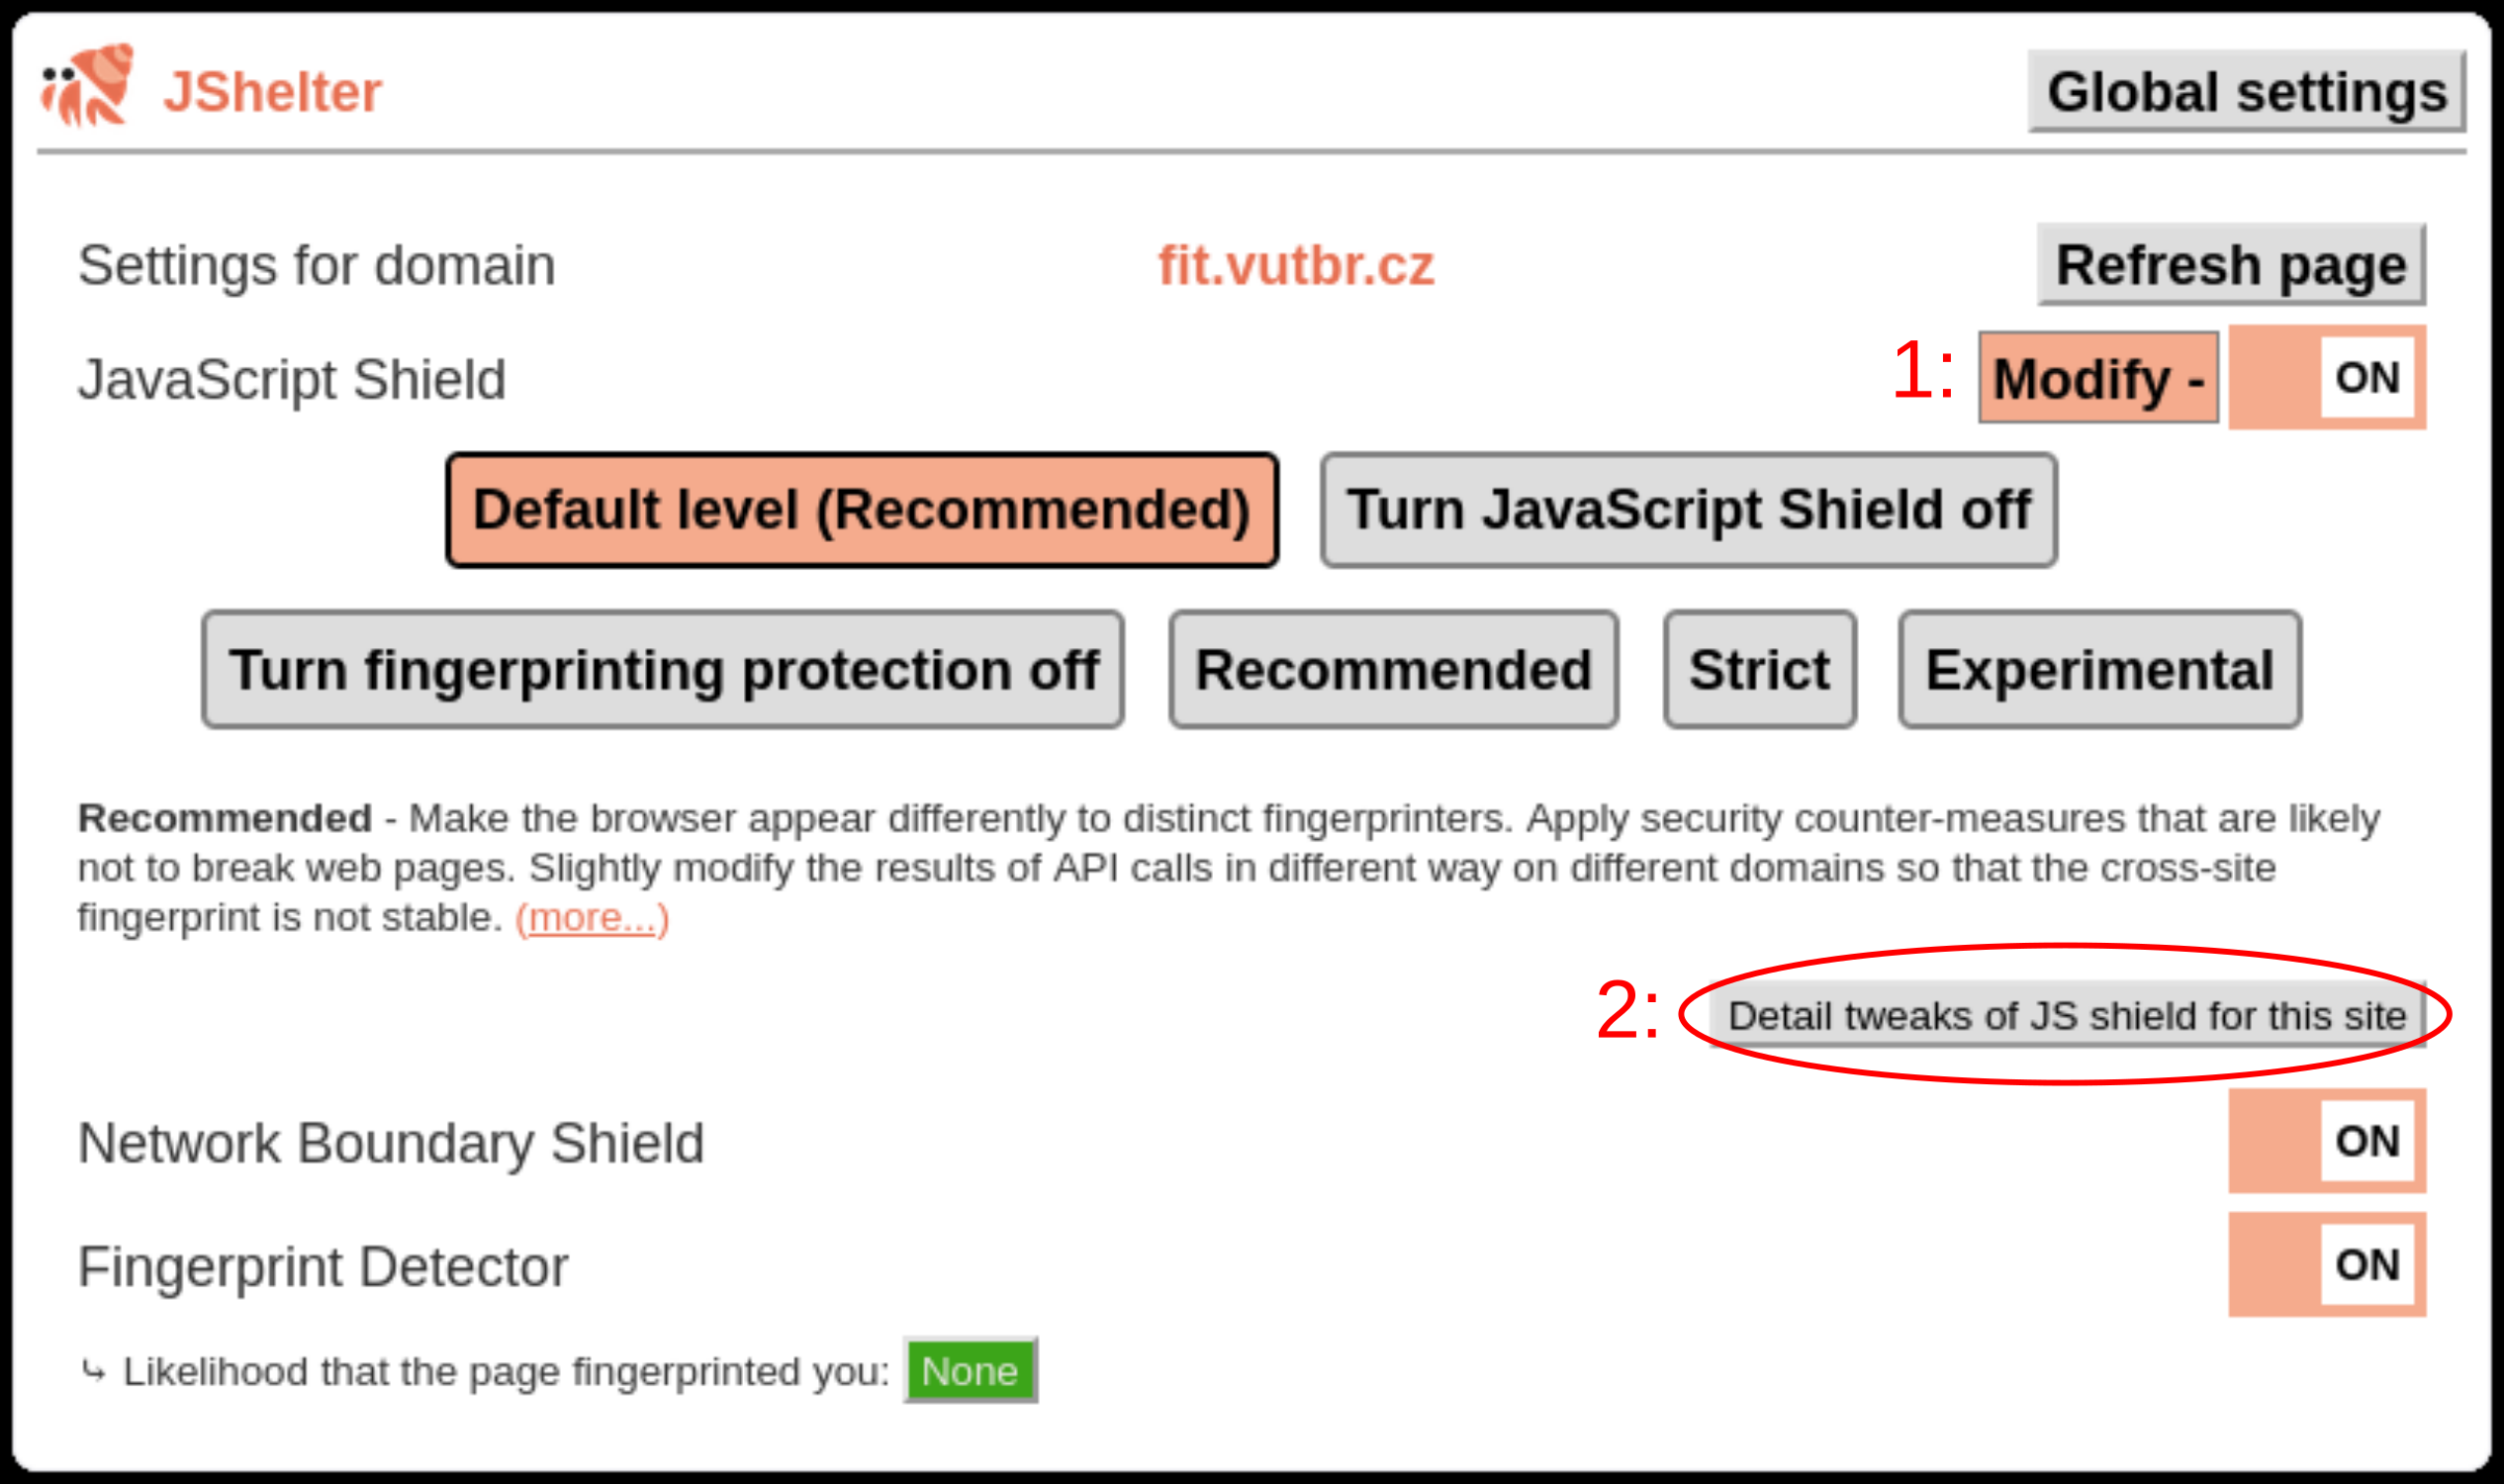 JShelter
Global settings
Settings for domain fit.vutbr.cz Refresh page
JavaScript Shield 1: Modify - ON
Default level (Recommended) Turn JavaScript Shield off
Turn fingerprinting protection off Recommended Strict Experimental
Recommended - Make the browser appear differently to distinct fingerprinters. Apply security counter-measures that are likely
not to break web pages. Slightly modify the results of API calls in different way on different domains so that the cross-site
fingerprint is not stable. (more...)
2: Detail tweaks of JS shield for this site
Network Boundary Shield ON
Fingerprint Detector ON
⤷ Likelihood that the page fingerprinted you: None